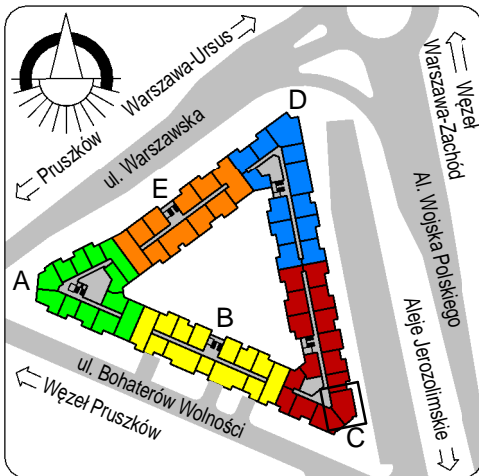 Warszawa-Ursus
Pruszków
ul. Warszawska
D
E
A
B
C
Węzeł
Warszawa-Zachód
Al. Wojska Polskiego
Aleje Jerozolimskie
ul. Bohaterów Wolności
Węzeł Pruszków